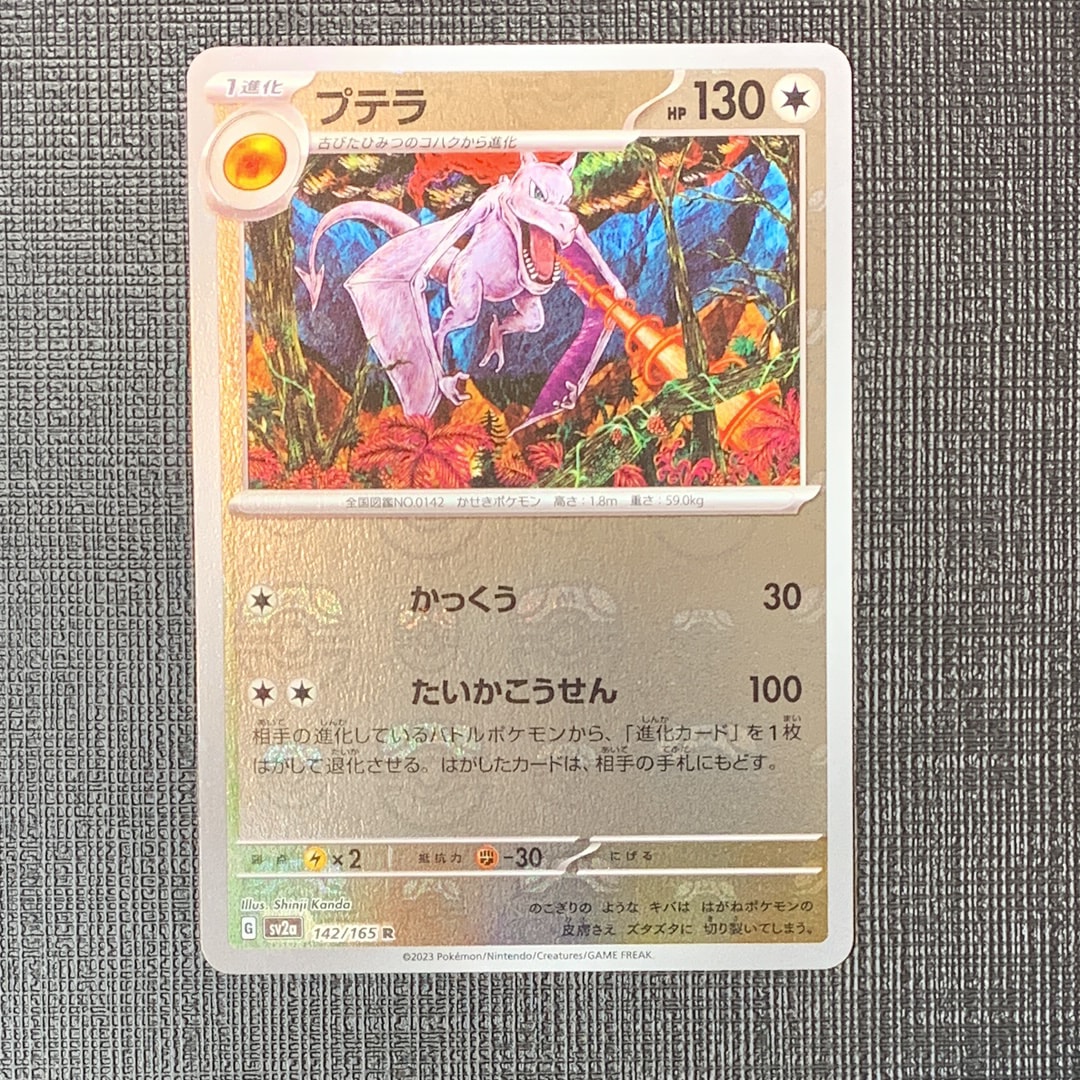 1進化 プテラ HP 130
古びたひみつのコハクから進化
全国図鑑NO.0142 かせきポケモン 高さ：1.8m 重さ：59.0kg
かっくう 30
たいかこうせん 100
相手の進化しているバトルポケモンから、「進化カード」を1枚
はがして退化させる。はがしたカードは、相手の手札にもどす。
弱点 ×2 抵抗力 -30 にげる
Illus. Shinji Kanda
G sv2a 142/165 R
のこぎりの ような キバは はがねポケモンの
皮膚さえ ズタズタに 切り裂いてしまう。
©2023 Pokémon/Nintendo/Creatures/GAME FREAK.